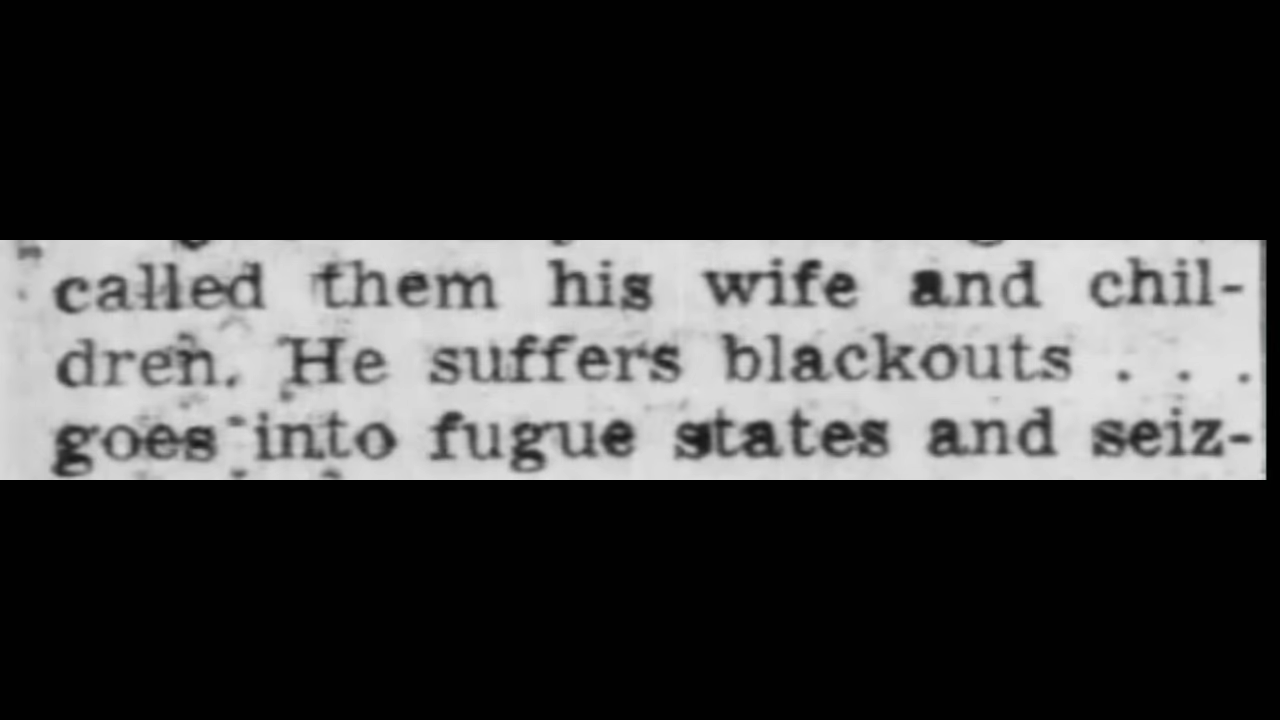 called them his wife and chil-
dren. He suffers blackouts . . .
goes into fugue states and seiz-